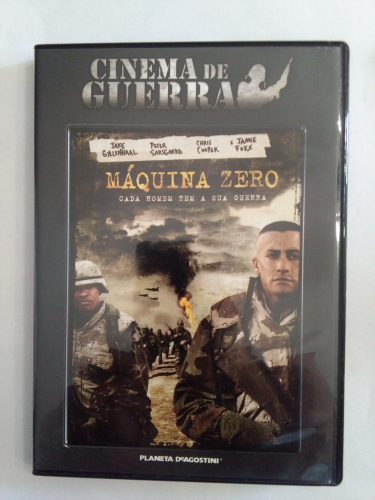 CINEMA DE
GUERRA
JAKE GYLLENHAAL PETER SARSGAARD CHRIS COOPER E JAMIE FOXX
MÁQUINA ZERO
CADA HOMEM TEM A SUA GUERRA
PLANETA DeAGOSTINI